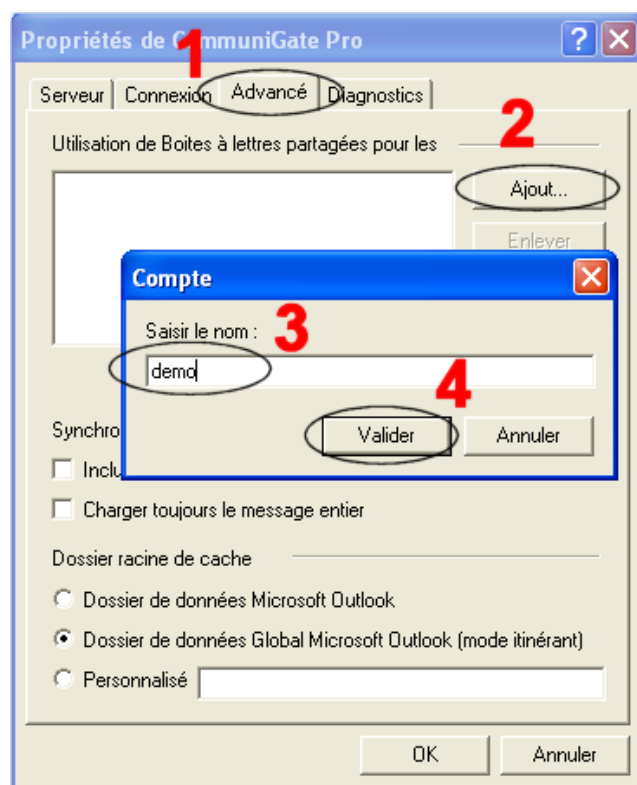 Propriétés de CommuniGate Pro
1
Serveur Connexion Advancé Diagnostics
2
Utilisation de Boites à lettres partagées pour les
Ajout...
Enlever
Compte
Saisir le nom :
3
demo
4
Valider Annuler
Synchro
Inclu
Charger toujours le message entier
Dossier racine de cache
Dossier de données Microsoft Outlook
Dossier de données Global Microsoft Outlook (mode itinérant)
Personnalisé
OK Annuler